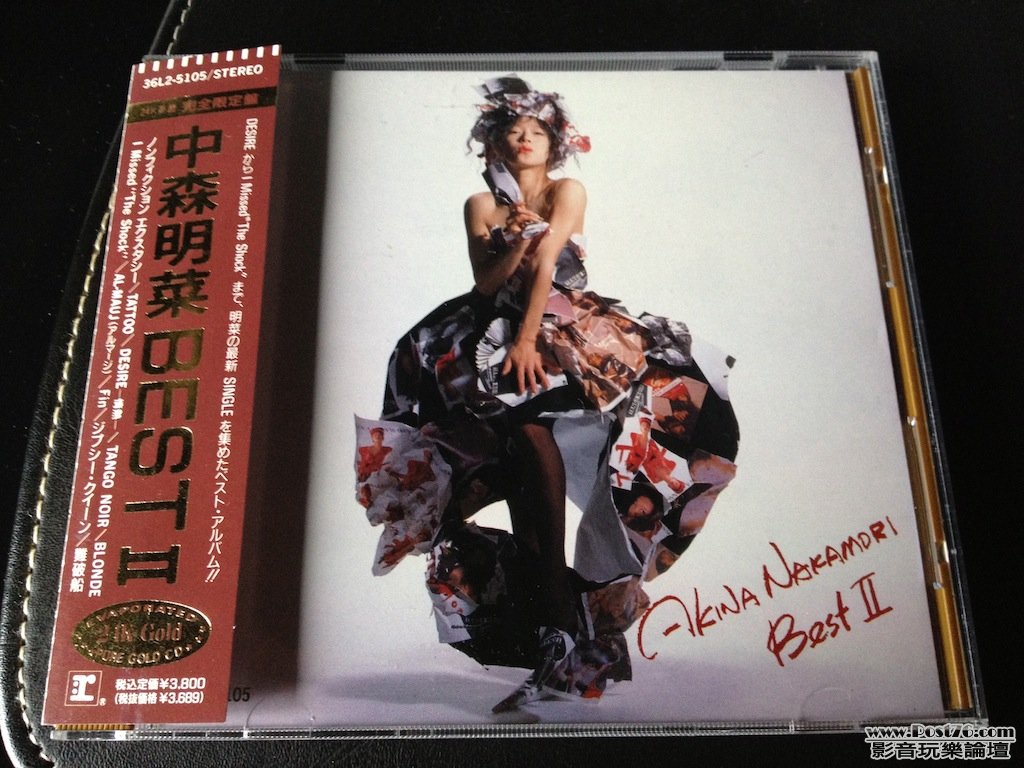 36L2-5105/STEREO
完全限定盤
中森明菜 BEST II
DESIRE から I Missed "The Shock" まで、明菜の最新 SINGLE を集めたベスト・アルバム!!
ノンフィクション エクスタシー/TATTOO/DESIRE -情熱-/TANGO NOIR/BLONDE
I Missed "The Shock"/AL-MAUJ(アルマージ)/Fin/ジプシー・クイーン/難破船
EVAPORATED
24K Gold
PURE GOLD CD
r®
税込定価¥3,800
(税抜価格¥3,689)
105
AKINA NAKAMORI
Best II
www.Post76.com
影音玩樂論壇